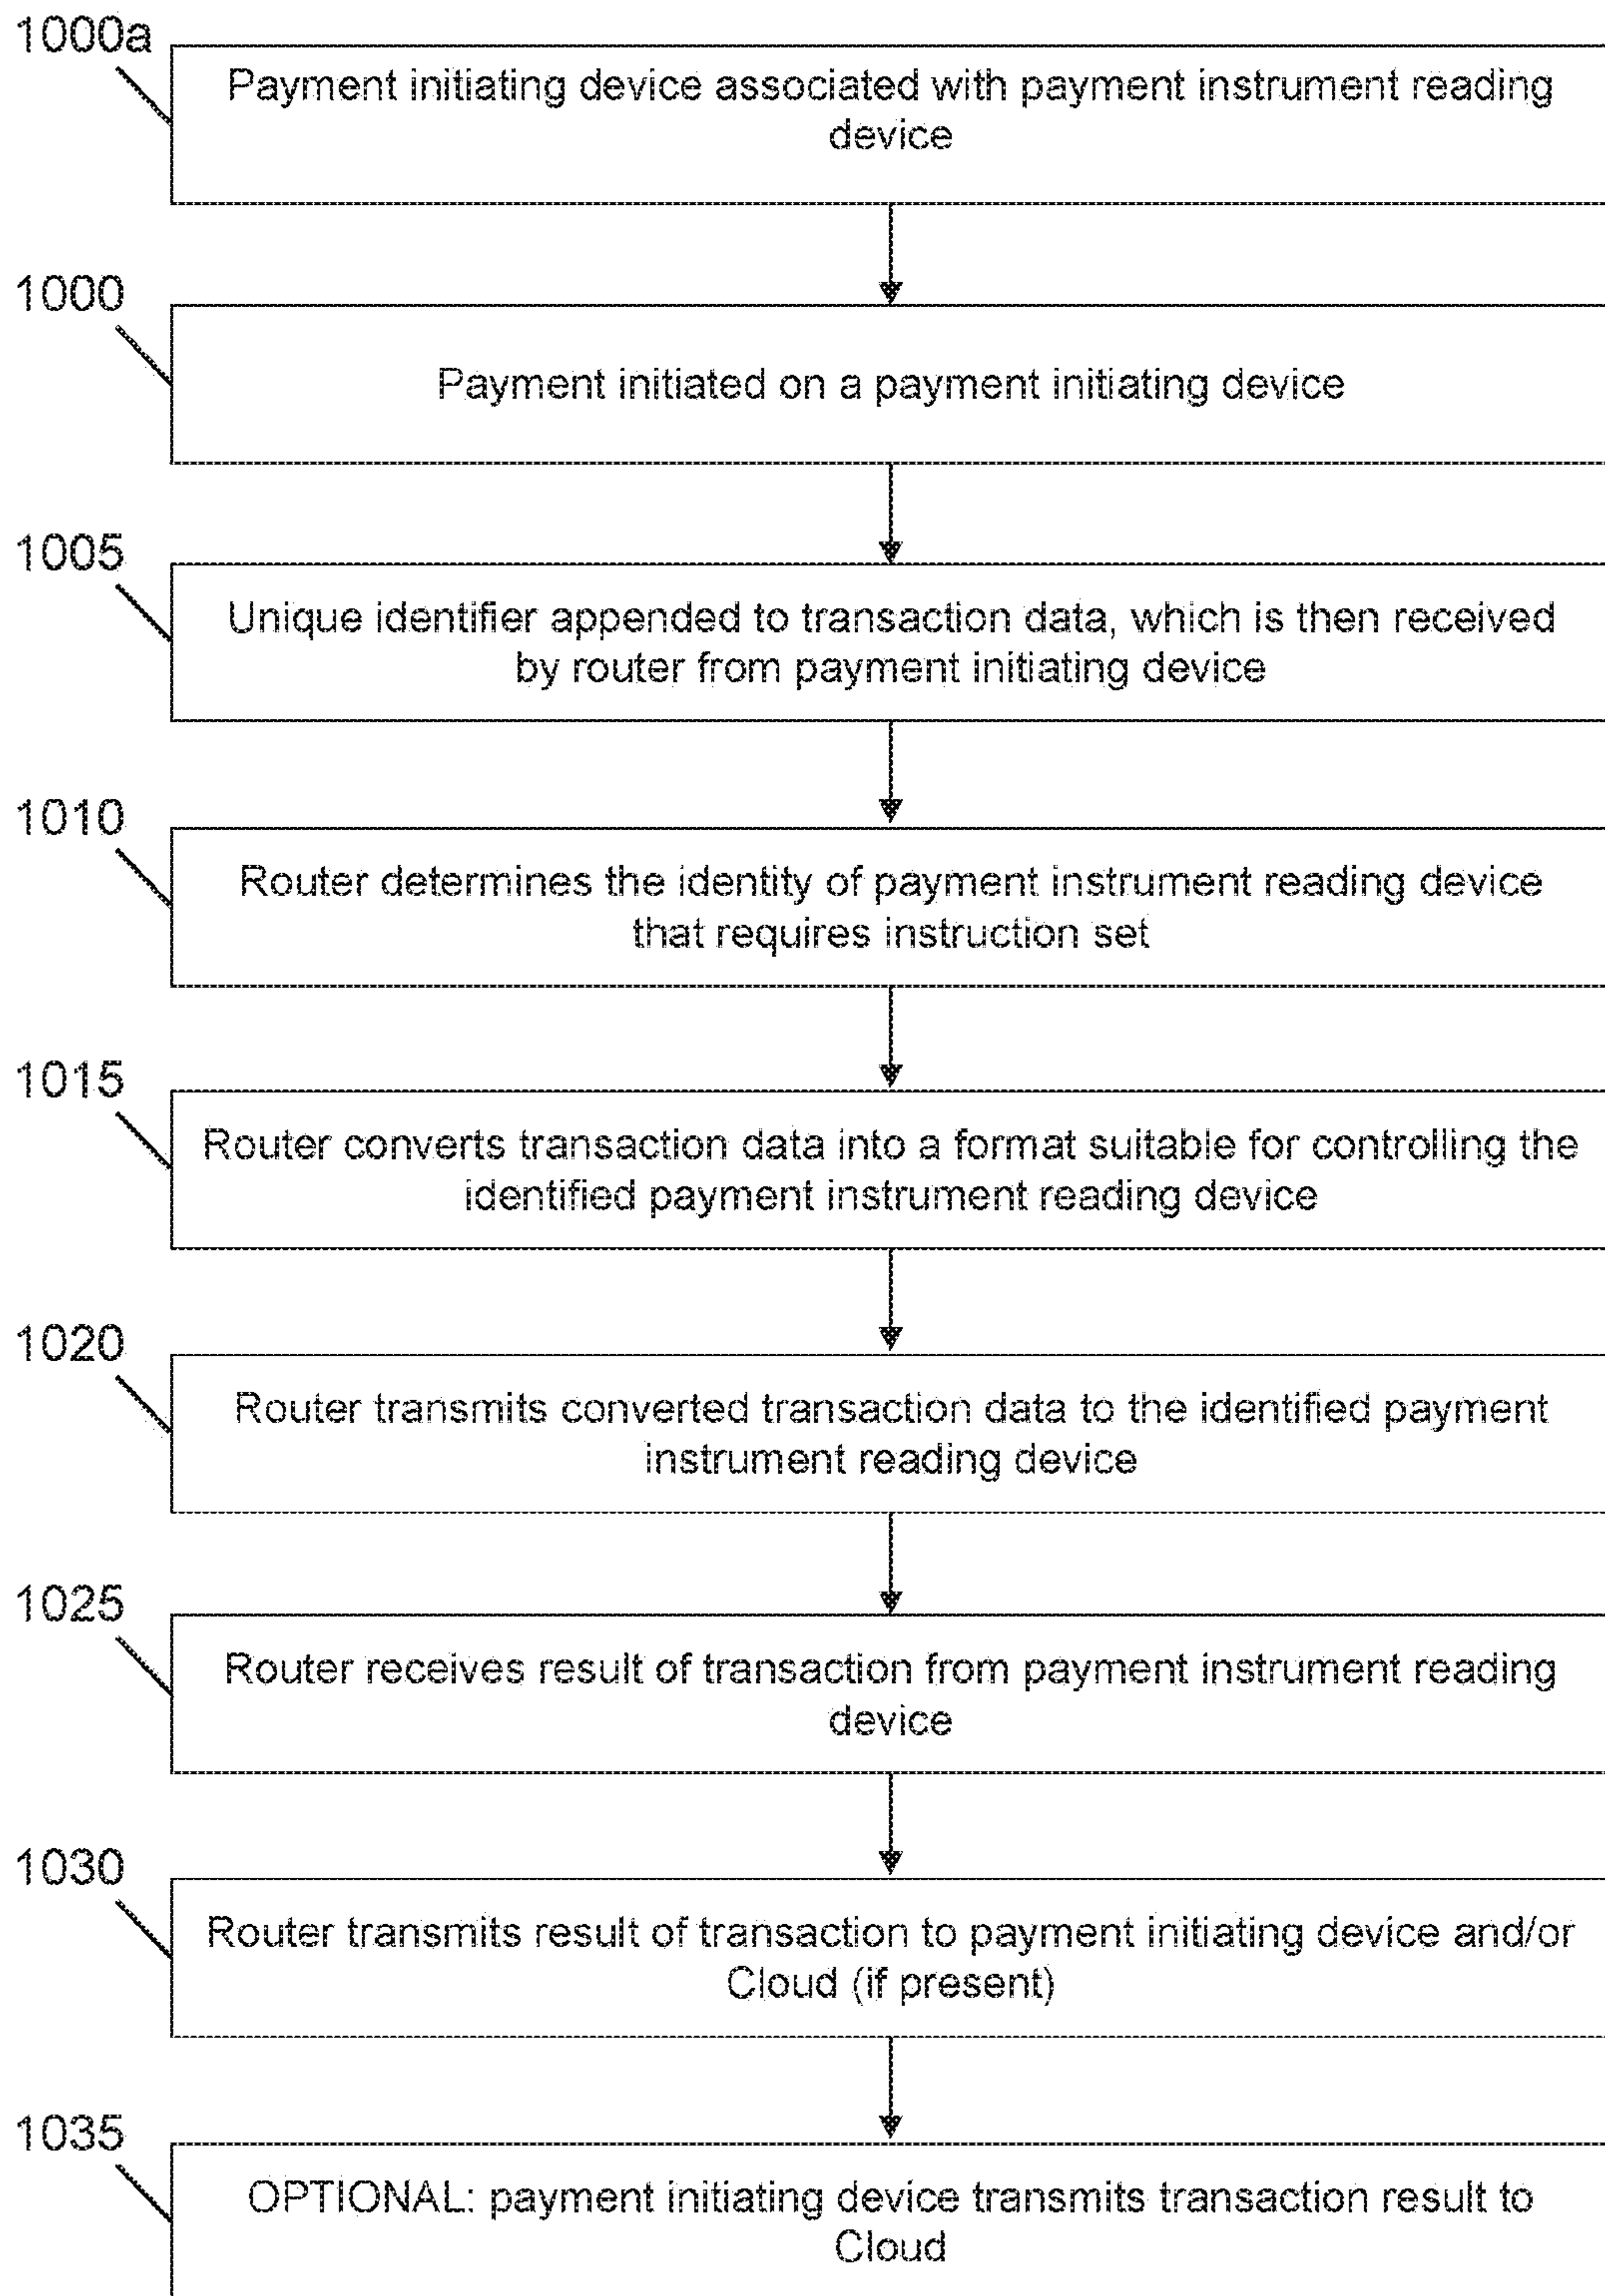 1000a
Payment initiating device associated with payment instrument reading
device
1000
Payment initiated on a payment initiating device
1005
Unique identifier appended to transaction data, which is then received
by router from payment initiating device
1010
Router determines the identity of payment instrument reading device
that requires instruction set
1015
Router converts transaction data into a format suitable for controlling the
identified payment instrument reading device
1020
Router transmits converted transaction data to the identified payment
instrument reading device
1025
Router receives result of transaction from payment instrument reading
device
1030
Router transmits result of transaction to payment initiating device and/or
Cloud (if present)
1035
OPTIONAL: payment initiating device transmits transaction result to
Cloud